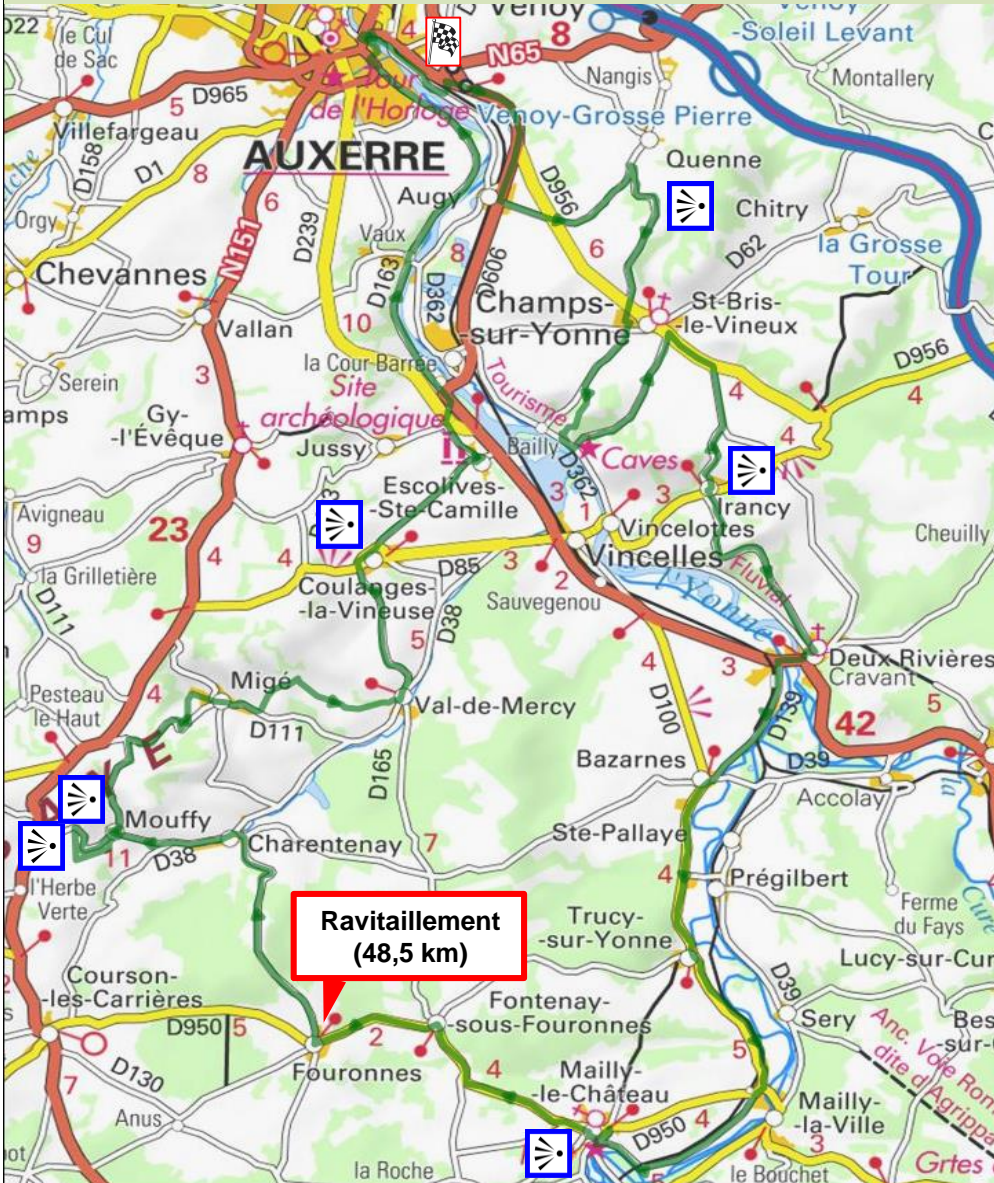 D22
le Cul
de Sac
4
Venoy
8
Venoy
-Soleil Levant
N65
Nangis
Montallery
5
D965
Tour
de l'Horloge
Venoy-Grosse Pierre
Villefargeau
AUXERRE
Quenne
D158
D1
8
6
Augy
D956
Chitry
Orgy
N151
D239
Vaux
8
D606
6
D62
la Grosse
Tour
Chevannes
D163
D362
Champs-
-sur-Yonne
St-Bris-
-le-Vineux
Vallan
10
la Cour-Barrée
D956
Serein
3
Site
archéologique
Tourisme
4
4
amps
Gy-
-l'Évêque
Jussy
Bailly
Caves
4
D362
Escolives-
-Ste-Camille
3
3
Irancy
Avigneau
23
1
Vincelottes
Cheuilly
9
4
4
3
Vincelles
la Grilletière
D85
Coulanges-
-la-Vineuse
D38
2
Sauvegenou
l'Yonne
Fluvial
D111
5
4
3
Deux Rivières
Cravant
Pesteau
le Haut
4
Migé
Val-de-Mercy
D100
D139
42
5
D111
D165
Bazarnes
D39
Accolay
la
Mouffy
11
D38
Charentenay
7
Ste-Pallaye
4
Prégilbert
l'Herbe
Verte
Ferme
du Fays
Cure
Ravitaillement
(48,5 km)
Trucy-
-sur-Yonne
Lucy-sur-Cur
Courson-
-les-Carrières
Fontenay-
-sous-Fouronnes
D39
Sery
Bes
-sur-
D950
5
2
5
Anc. Voie Rom
dite d'Agrippa
Fouronnes
4
D130
Mailly-
-le-Château
7
Anus
4
D950
Mailly-
-la-Ville
3
la Roche
5
le Bouchet
Grtes